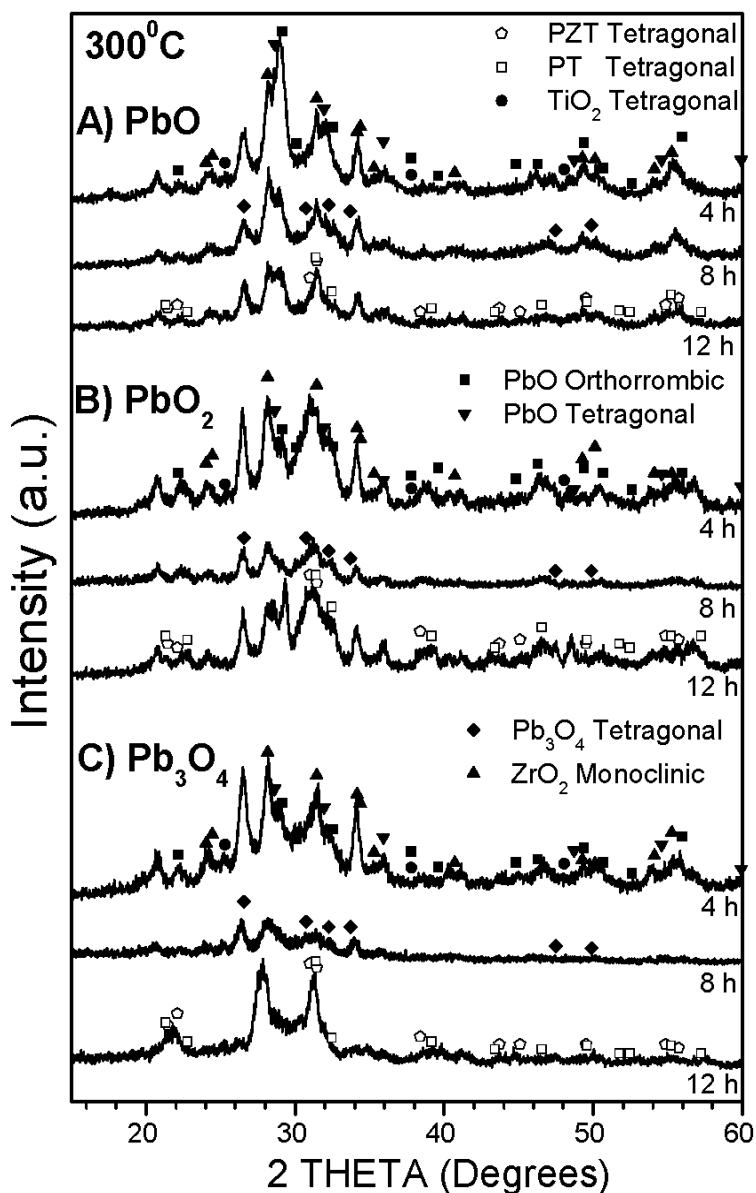 300⁰C
PZT Tetragonal
PT Tetragonal
TiO₂ Tetragonal
A) PbO
4 h
8 h
12 h
PbO Orthorrombic
PbO Tetragonal
B) PbO₂
4 h
8 h
12 h
Pb₃O₄ Tetragonal
ZrO₂ Monoclinic
C) Pb₃O₄
4 h
8 h
12 h
Intensity (a.u.)
20 30 40 50 60
2 THETA (Degrees)